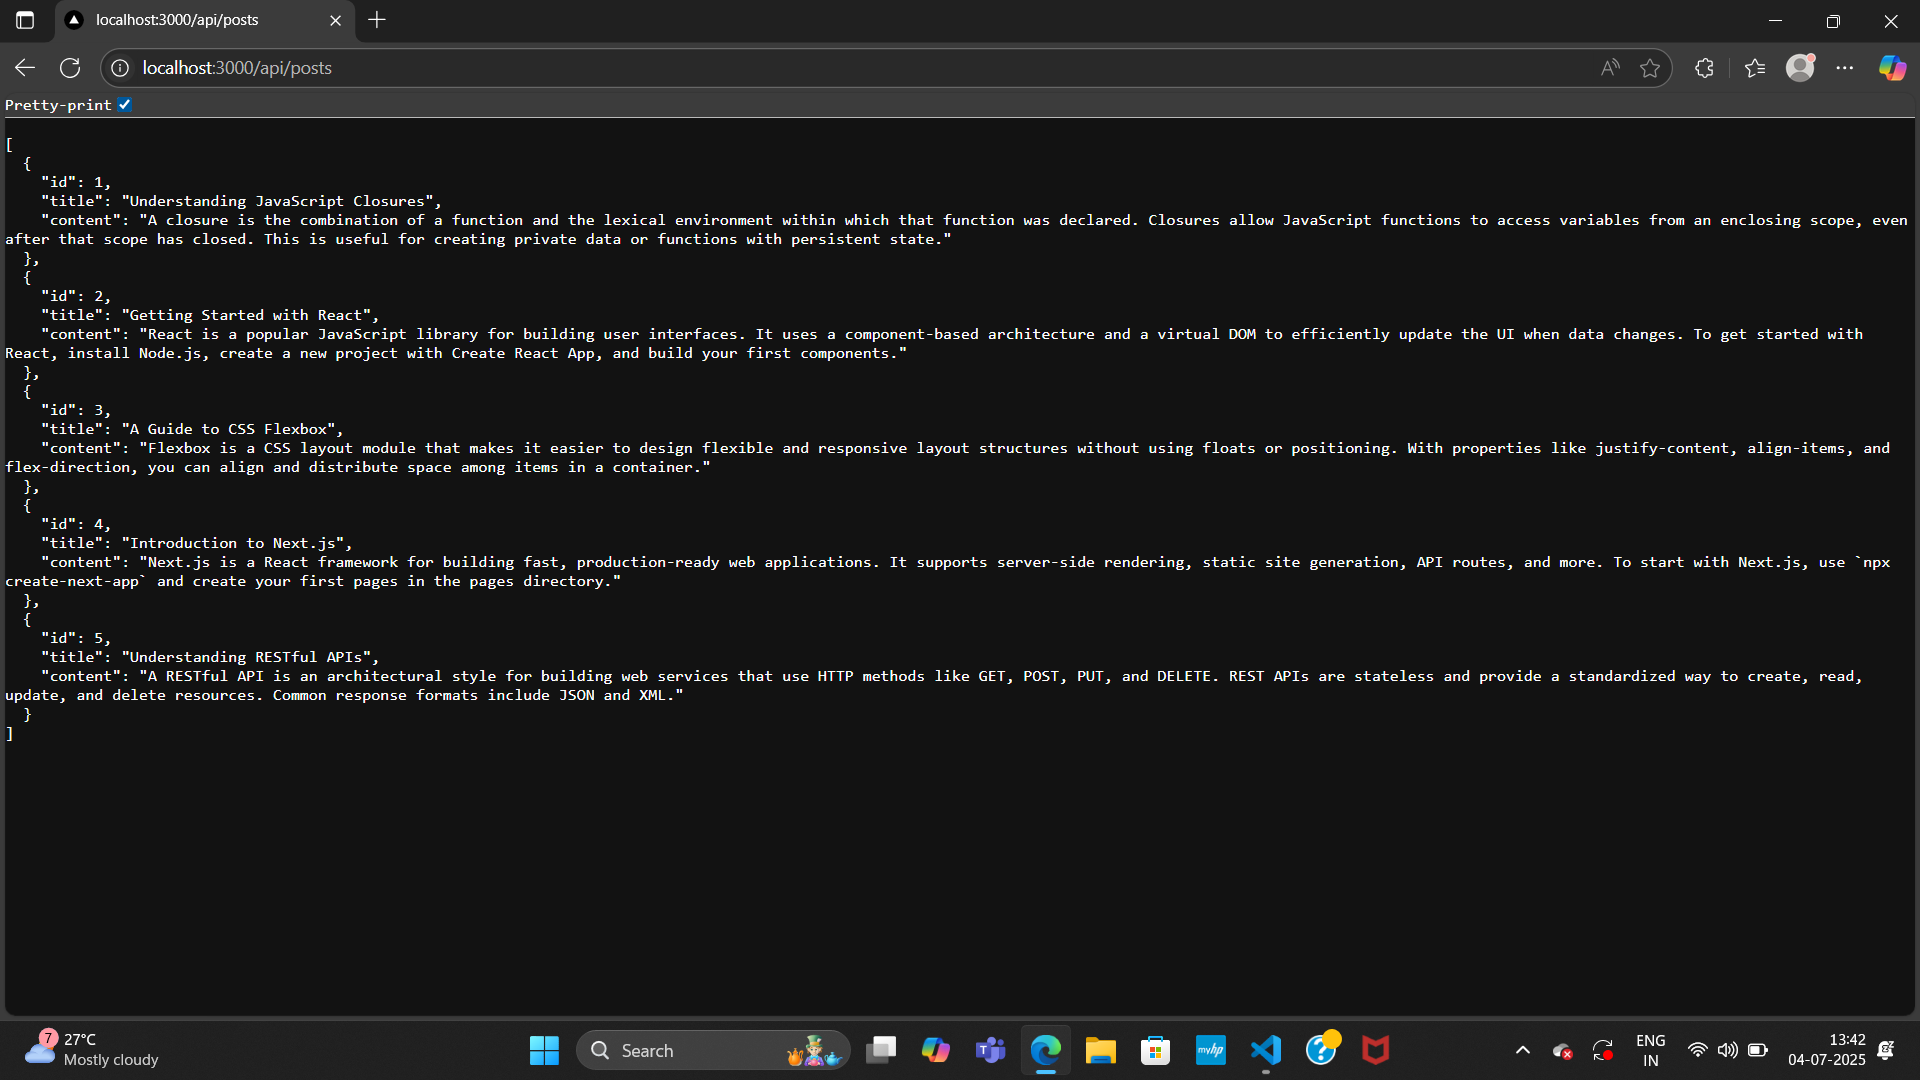 localhost:3000/api/posts
localhost:3000/api/posts
Pretty-print
[
  {
    "id": 1,
    "title": "Understanding JavaScript Closures",
    "content": "A closure is the combination of a function and the lexical environment within which that function was declared. Closures allow JavaScript functions to access variables from an enclosing scope, even
after that scope has closed. This is useful for creating private data or functions with persistent state."
  },
  {
    "id": 2,
    "title": "Getting Started with React",
    "content": "React is a popular JavaScript library for building user interfaces. It uses a component-based architecture and a virtual DOM to efficiently update the UI when data changes. To get started with
React, install Node.js, create a new project with Create React App, and build your first components."
  },
  {
    "id": 3,
    "title": "A Guide to CSS Flexbox",
    "content": "Flexbox is a CSS layout module that makes it easier to design flexible and responsive layout structures without using floats or positioning. With properties like justify-content, align-items, and
flex-direction, you can align and distribute space among items in a container."
  },
  {
    "id": 4,
    "title": "Introduction to Next.js",
    "content": "Next.js is a React framework for building fast, production-ready web applications. It supports server-side rendering, static site generation, API routes, and more. To start with Next.js, use `npx
create-next-app` and create your first pages in the pages directory."
  },
  {
    "id": 5,
    "title": "Understanding RESTful APIs",
    "content": "A RESTful API is an architectural style for building web services that use HTTP methods like GET, POST, PUT, and DELETE. REST APIs are stateless and provide a standardized way to create, read,
update, and delete resources. Common response formats include JSON and XML."
  }
]
7
27°C
Mostly cloudy
Search
myhp
ENG
IN
13:42
04-07-2025